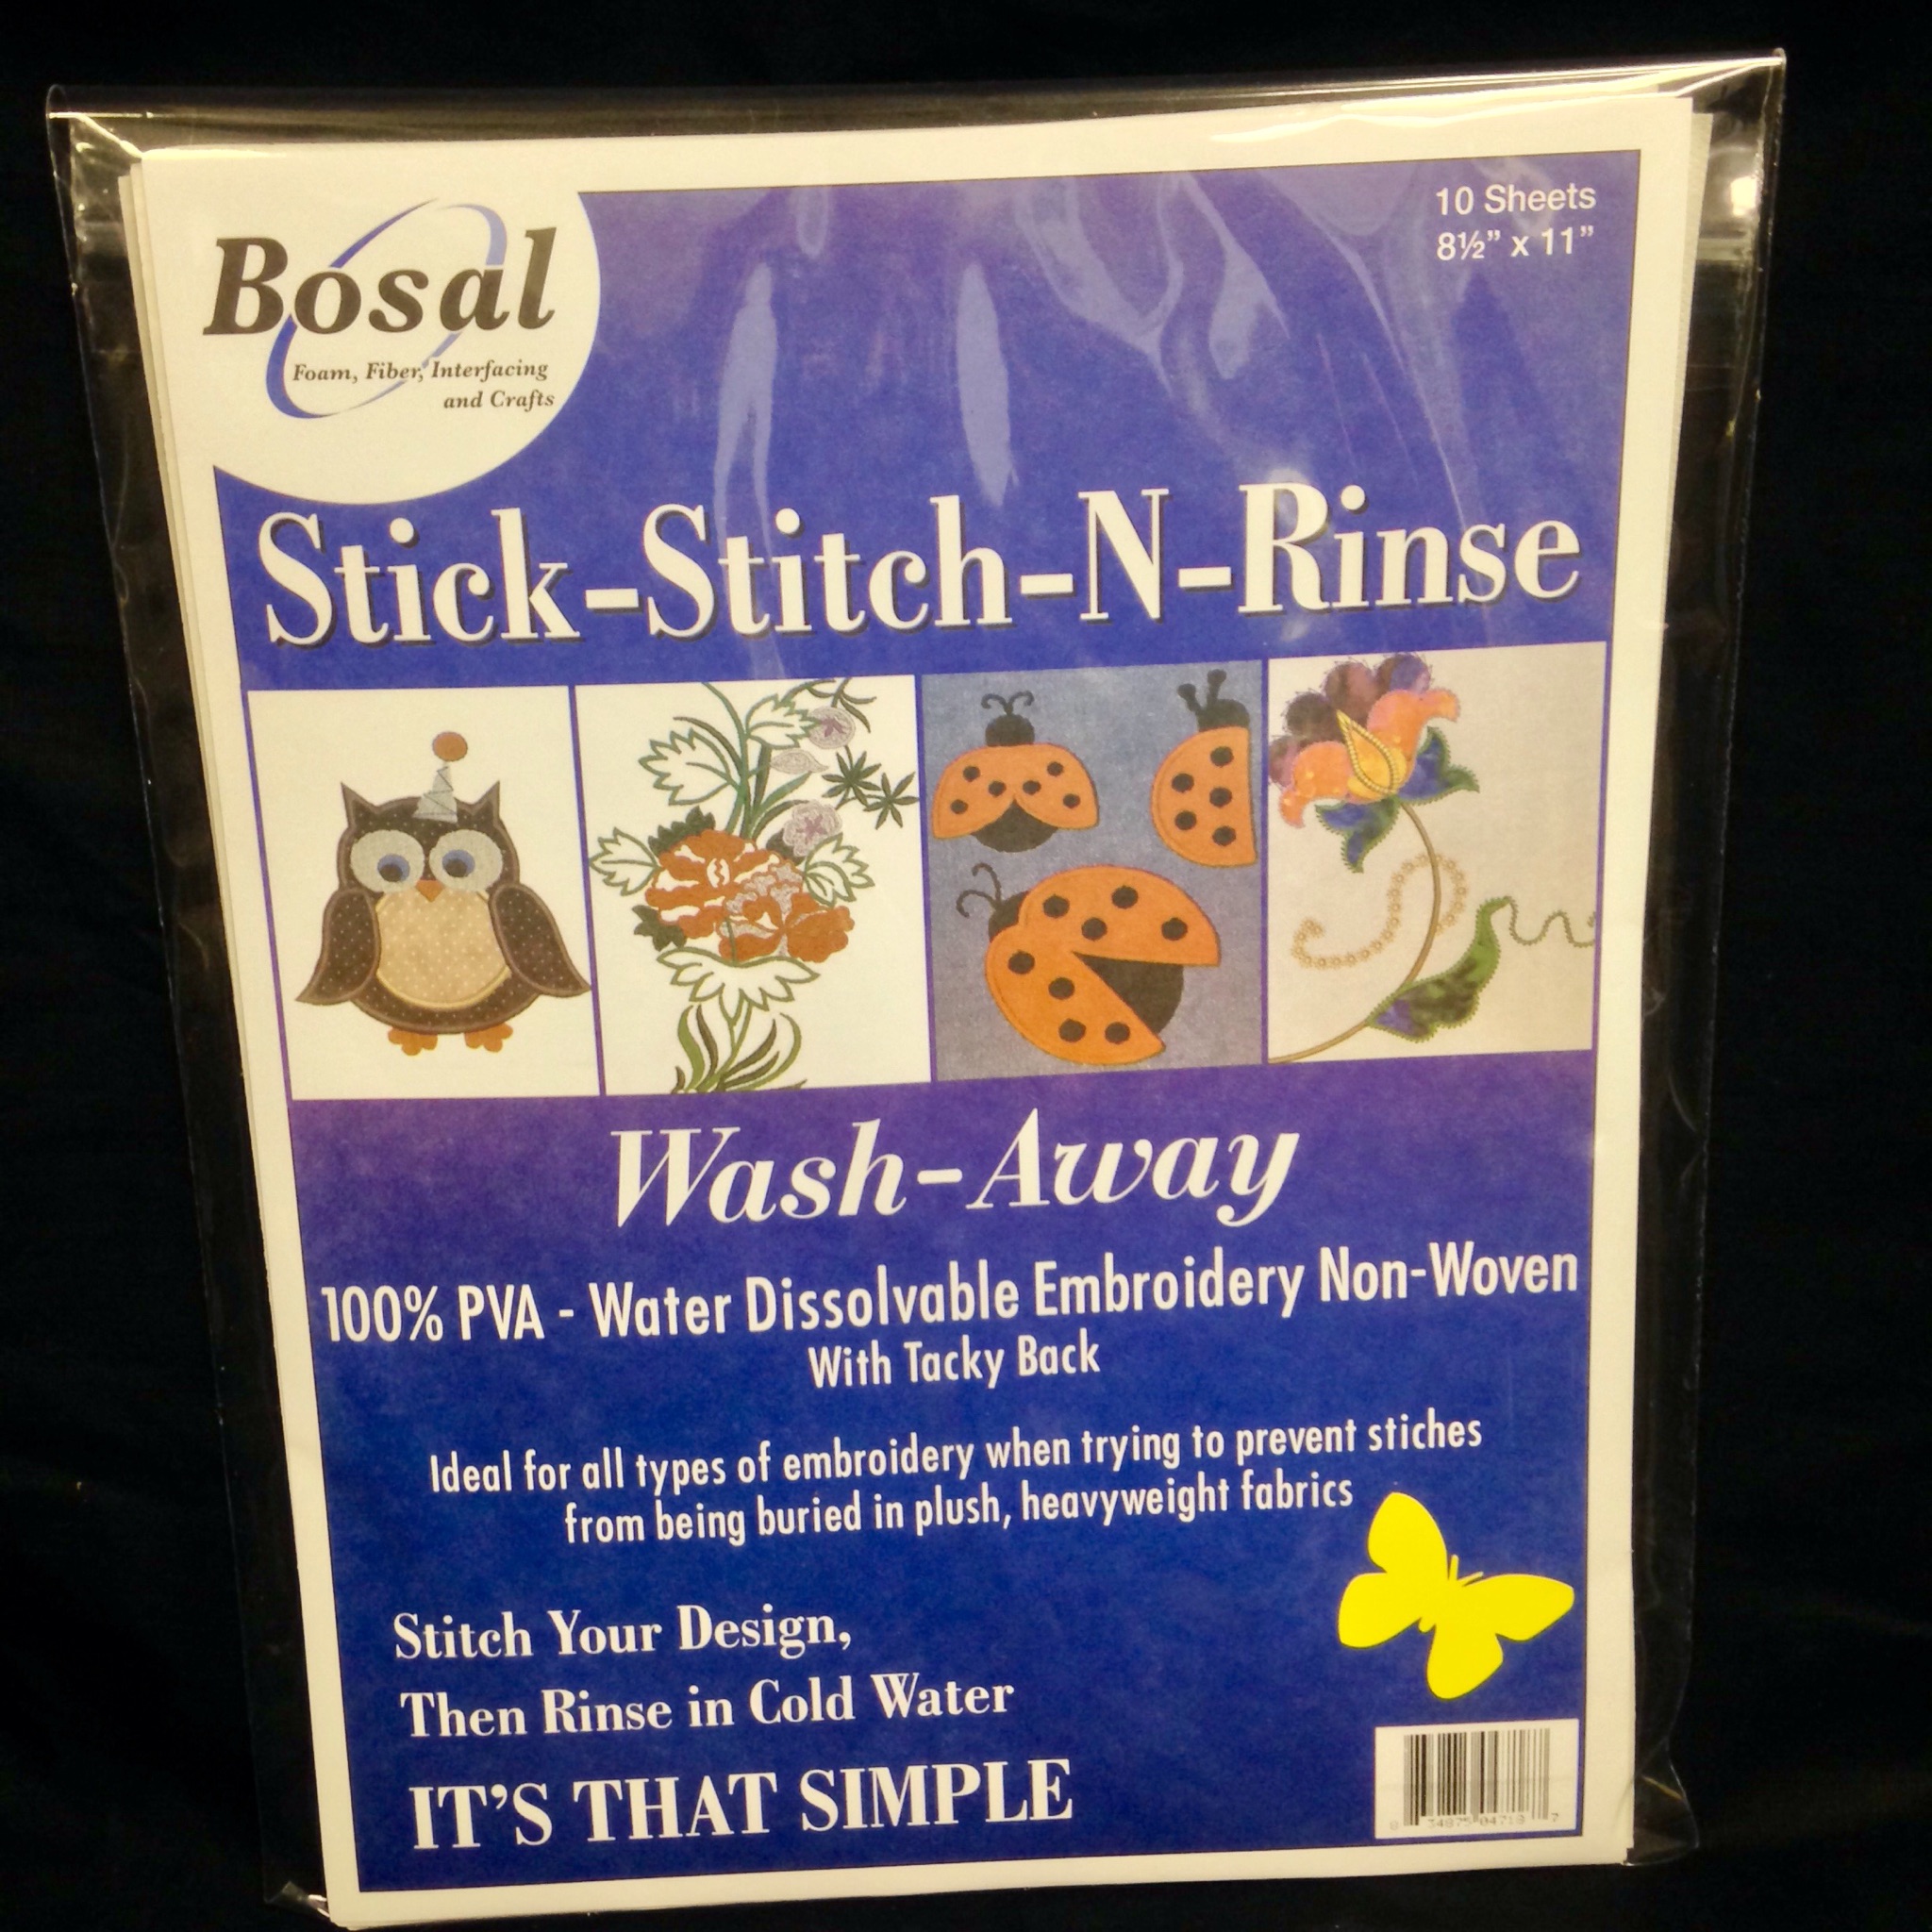 Bosal
Foam, Fiber, Interfacing
and Crafts
10 Sheets
8½” x 11”
Stick-Stitch-N-Rinse
Wash-Away
100% PVA - Water Dissolvable Embroidery Non-Woven
With Tacky Back
Ideal for all types of embroidery when trying to prevent stiches
from being buried in plush, heavyweight fabrics
Stitch Your Design,
Then Rinse in Cold Water
IT’S THAT SIMPLE